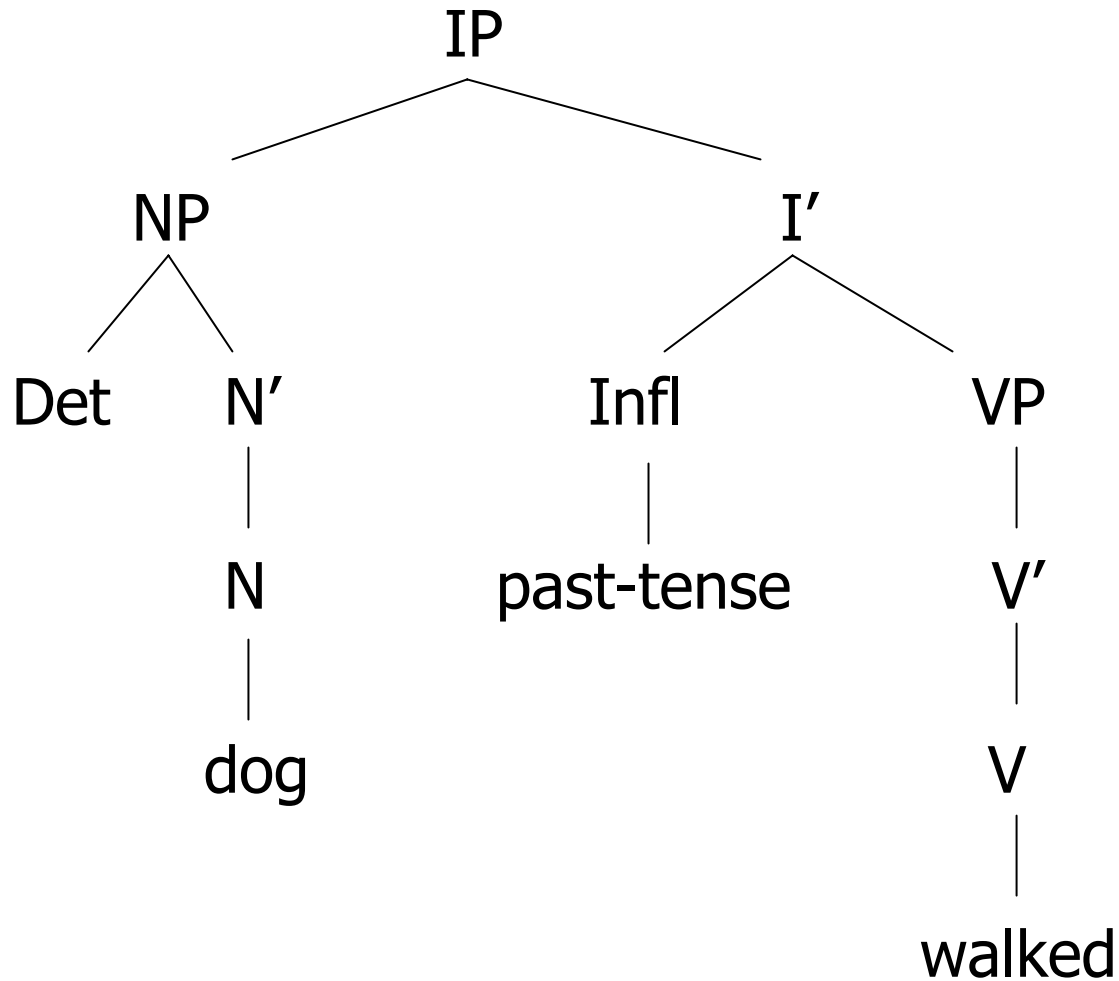 IP
NP I′
Det N′ Infl VP
N past-tense V′
dog V
walked